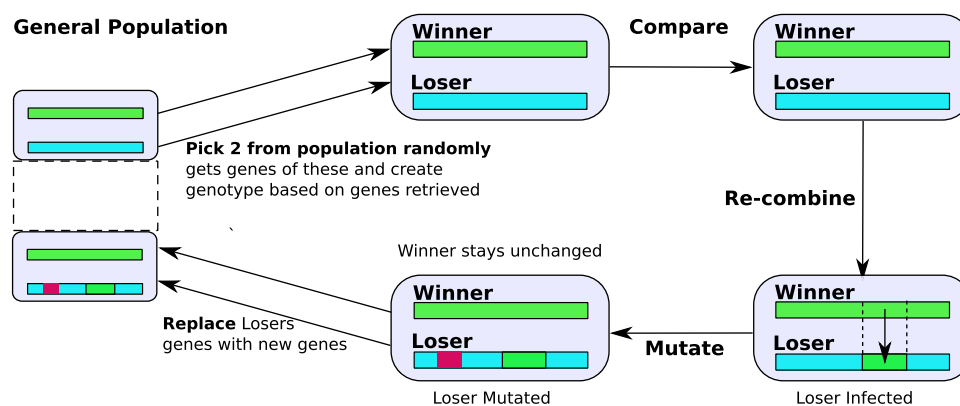 General Population
Winner
Loser
Compare
Winner
Loser
Pick 2 from population randomly
gets genes of these and create
genotype based on genes retrieved
Re-combine
`
Winner stays unchanged
Winner
Loser
Winner
Loser
Replace Losers
genes with new genes
Mutate
Loser Mutated
Loser Infected